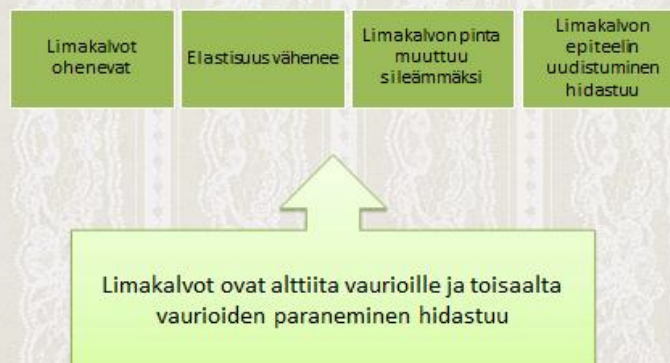 Limakalvot
ohenevat
Elastisuus vähenee
Limakalvon pinta
muuttuu
sileämmäksi
Limakalvon
epiteelin
uudistuminen
hidastuu
Limakalvot ovat alttiita vaurioille ja toisaalta
vaurioiden paraneminen hidastuu